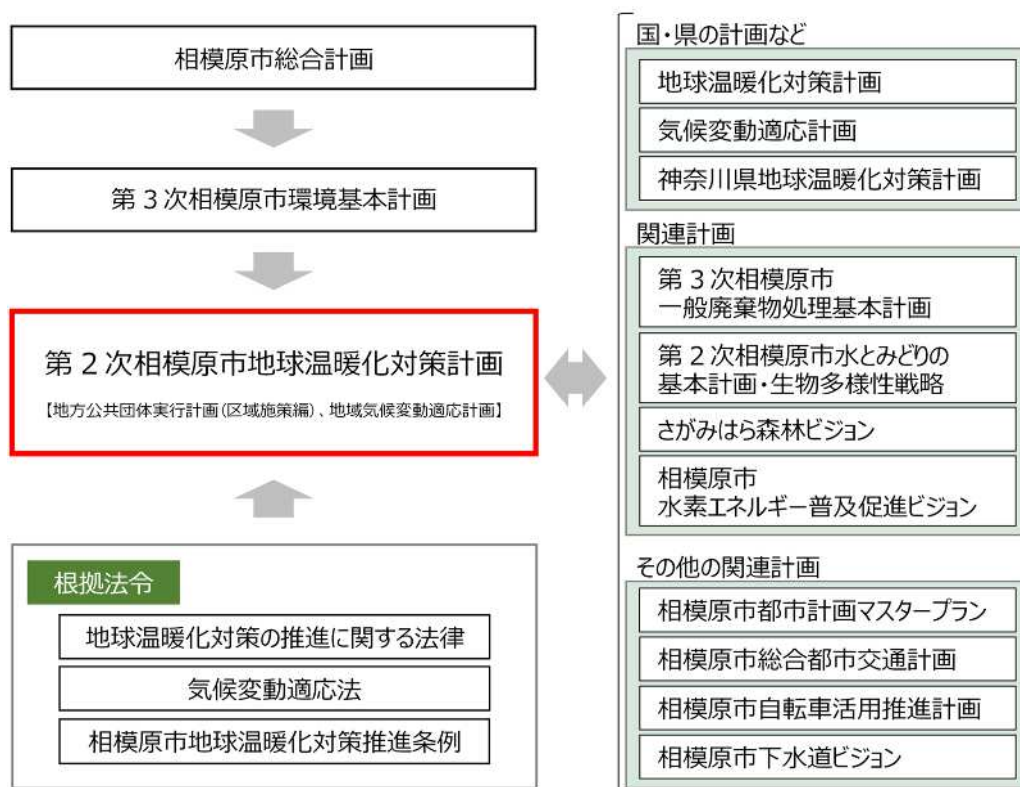 相模原市総合計画
第3次相模原市環境基本計画
第2次相模原市地球温暖化対策計画
【地方公共団体実行計画(区域施策編)、地域気候変動適応計画】
根拠法令
地球温暖化対策の推進に関する法律
気候変動適応法
相模原市地球温暖化対策推進条例
国・県の計画など
地球温暖化対策計画
気候変動適応計画
神奈川県地球温暖化対策計画
関連計画
第3次相模原市
一般廃棄物処理基本計画
第2次相模原市水とみどりの
基本計画・生物多様性戦略
さがみはら森林ビジョン
相模原市
水素エネルギー普及促進ビジョン
その他の関連計画
相模原市都市計画マスタープラン
相模原市総合都市交通計画
相模原市自転車活用推進計画
相模原市下水道ビジョン